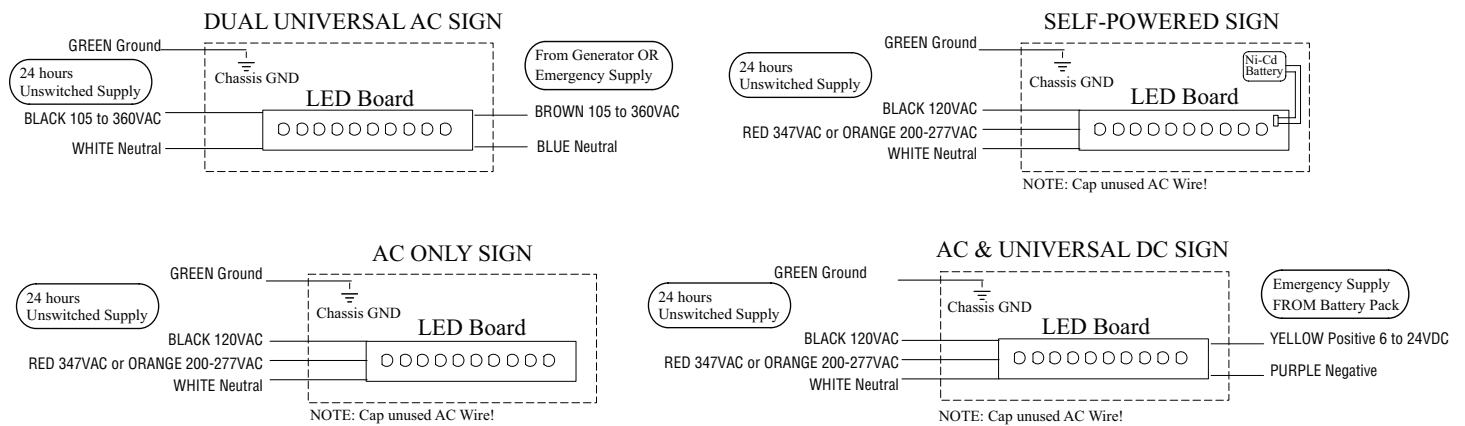 DUAL UNIVERSAL AC SIGN
GREEN Ground
Chassis GND
24 hours
Unswitched Supply
From Generator OR
Emergency Supply
LED Board
BLACK 105 to 360VAC
BROWN 105 to 360VAC
WHITE Neutral
BLUE Neutral
SELF-POWERED SIGN
GREEN Ground
Chassis GND
24 hours
Unswitched Supply
Ni-Cd
Battery
LED Board
BLACK 120VAC
RED 347VAC or ORANGE 200-277VAC
WHITE Neutral
NOTE: Cap unused AC Wire!
AC ONLY SIGN
GREEN Ground
Chassis GND
24 hours
Unswitched Supply
LED Board
BLACK 120VAC
RED 347VAC or ORANGE 200-277VAC
WHITE Neutral
NOTE: Cap unused AC Wire!
AC & UNIVERSAL DC SIGN
GREEN Ground
Chassis GND
24 hours
Unswitched Supply
Emergency Supply
FROM Battery Pack
LED Board
BLACK 120VAC
YELLOW Positive 6 to 24VDC
RED 347VAC or ORANGE 200-277VAC
PURPLE Negative
WHITE Neutral
NOTE: Cap unused AC Wire!